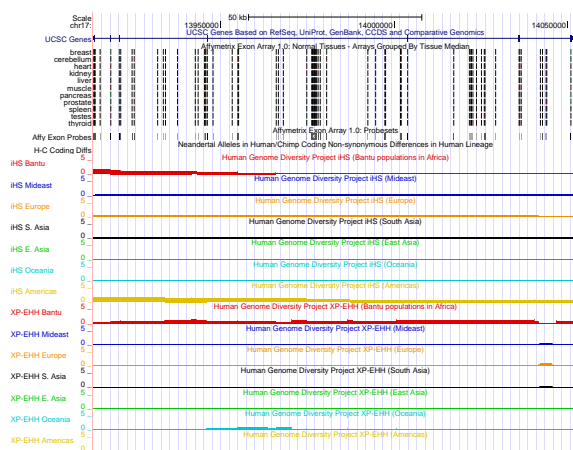 Scale
50 kb
chr17:
13950000
14000000
14050000
UCSC Genes Based on RefSeq, UniProt, GenBank, CCDS and Comparative Genomics
UCSC Genes
Affymetrix Exon Array 1.0: Normal Tissues - Arrays Grouped By Tissue Median
breast
cerebellum
heart
kidney
liver
muscle
pancreas
prostate
spleen
testes
thyroid
Affymetrix Exon Array 1.0: Probesets
Affy Exon Probes
Neandertal Alleles in Human/Chimp Coding Non-synonymous Differences in Human Lineage
H-C Coding Diffs
Human Genome Diversity Project iHS (Bantu populations in Africa)
5
iHS Bantu
0
Human Genome Diversity Project iHS (Mideast)
5
iHS Mideast
0
Human Genome Diversity Project iHS (Europe)
5
iHS Europe
0
Human Genome Diversity Project iHS (South Asia)
5
iHS S. Asia
0
Human Genome Diversity Project iHS (East Asia)
5
iHS E. Asia
0
Human Genome Diversity Project iHS (Oceania)
5
iHS Oceania
0
Human Genome Diversity Project iHS (Americas)
5
iHS Americas
0
Human Genome Diversity Project XP-EHH (Bantu populations in Africa)
5
XP-EHH Bantu
0
Human Genome Diversity Project XP-EHH (Mideast)
5
XP-EHH Mideast
0
Human Genome Diversity Project XP-EHH (Europe)
5
XP-EHH Europe
0
Human Genome Diversity Project XP-EHH (South Asia)
5
XP-EHH S. Asia
0
Human Genome Diversity Project XP-EHH (East Asia)
5
XP-EHH E. Asia
0
Human Genome Diversity Project XP-EHH (Oceania)
5
XP-EHH Oceania
0
Human Genome Diversity Project XP-EHH (Americas)
5
XP-EHH Americas
0